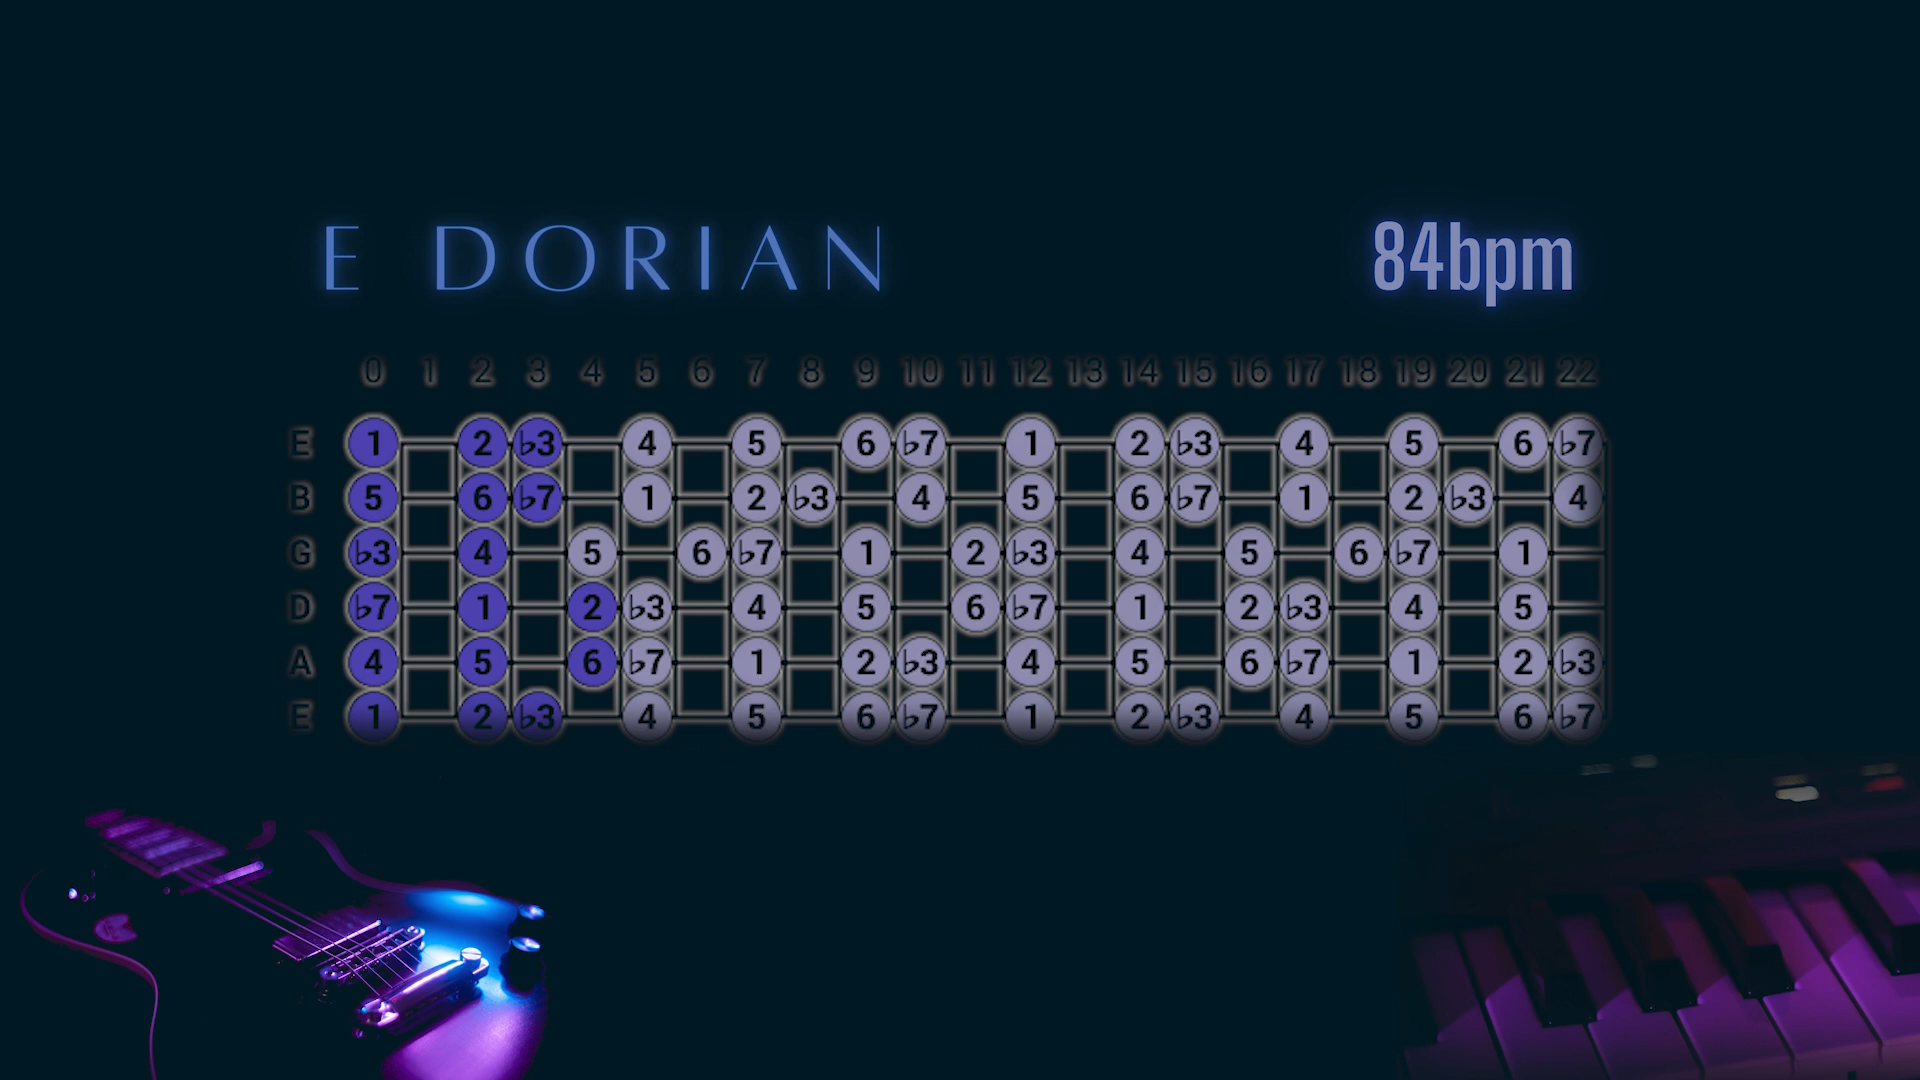 E DORIAN 84bpm
0 1 2 3 4 5 6 7 8 9 10 11 12 13 14 15 16 17 18 19 20 21 22
E 1 2 ♭3 4 5 6 ♭7 1 2 ♭3 4 5 6 ♭7
B 5 6 ♭7 1 2 ♭3 4 5 6 ♭7 1 2 ♭3 4
G ♭3 4 5 6 ♭7 1 2 ♭3 4 5 6 ♭7 1
D ♭7 1 2 ♭3 4 5 6 ♭7 1 2 ♭3 4 5
A 4 5 6 ♭7 1 2 ♭3 4 5 6 ♭7 1 2 ♭3
E 1 2 ♭3 4 5 6 ♭7 1 2 ♭3 4 5 6 ♭7